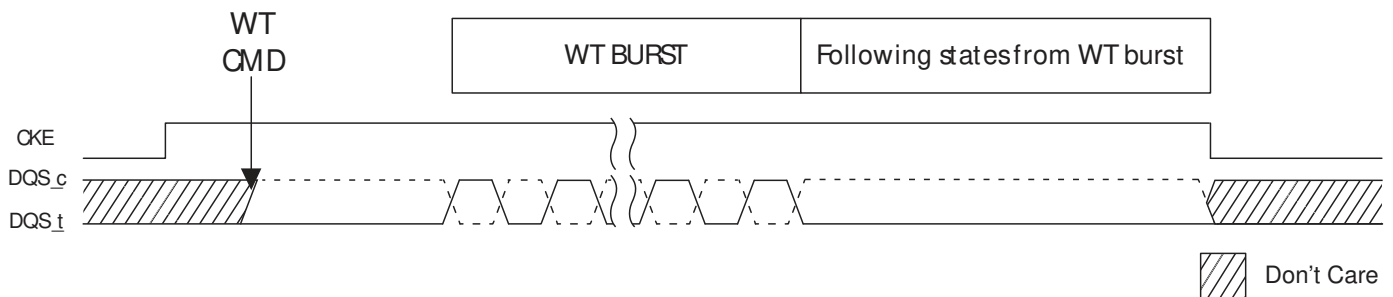 WT
CMD
WT BURST
Following states from WT burst
CKE
DQS_c
DQS_t
Don't Care